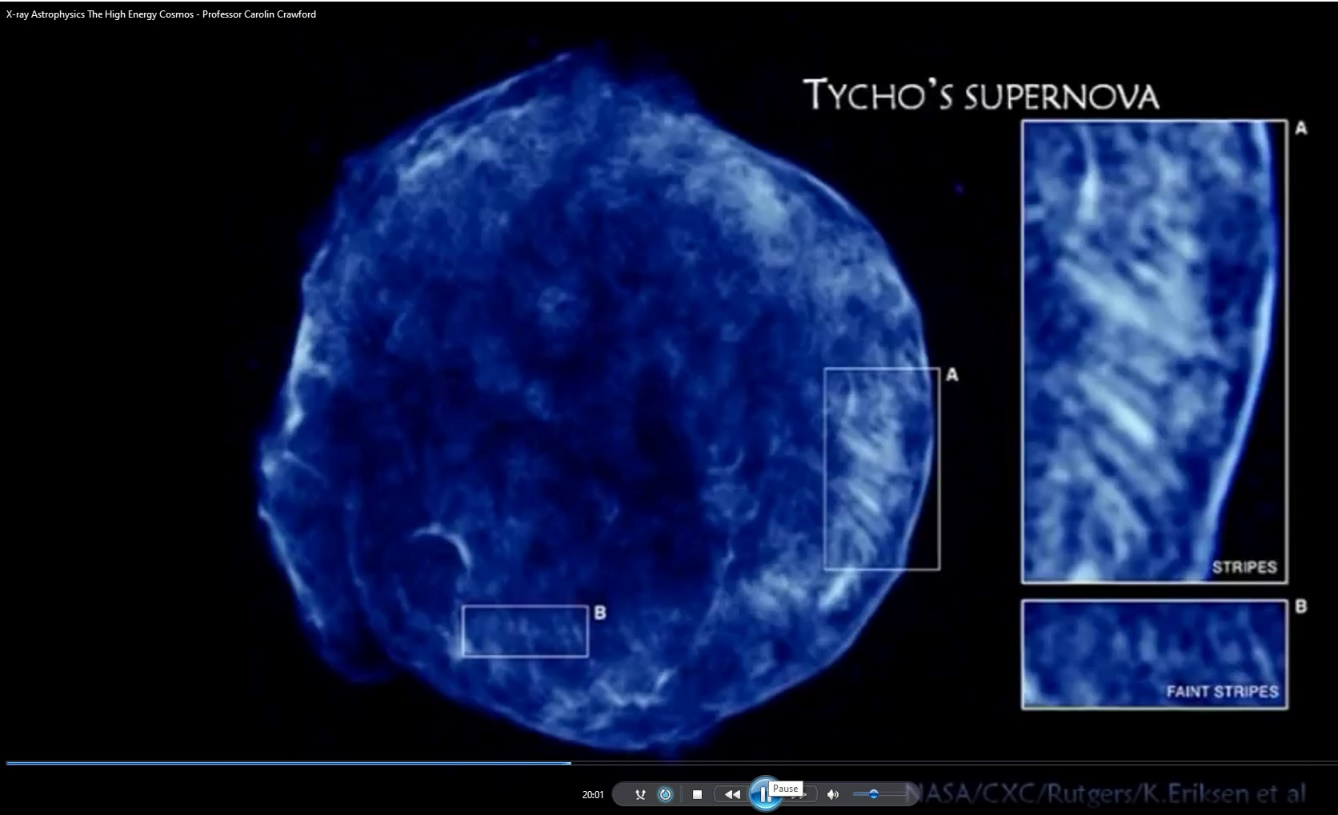 X-ray Astrophysics The High Energy Cosmos - Professor Carolin Crawford
TYCHO'S SUPERNOVA
A
A
STRIPES
B
B
FAINT STRIPES
20:01
Pause
NASA/CXC/Rutgers/K.Eriksen et al